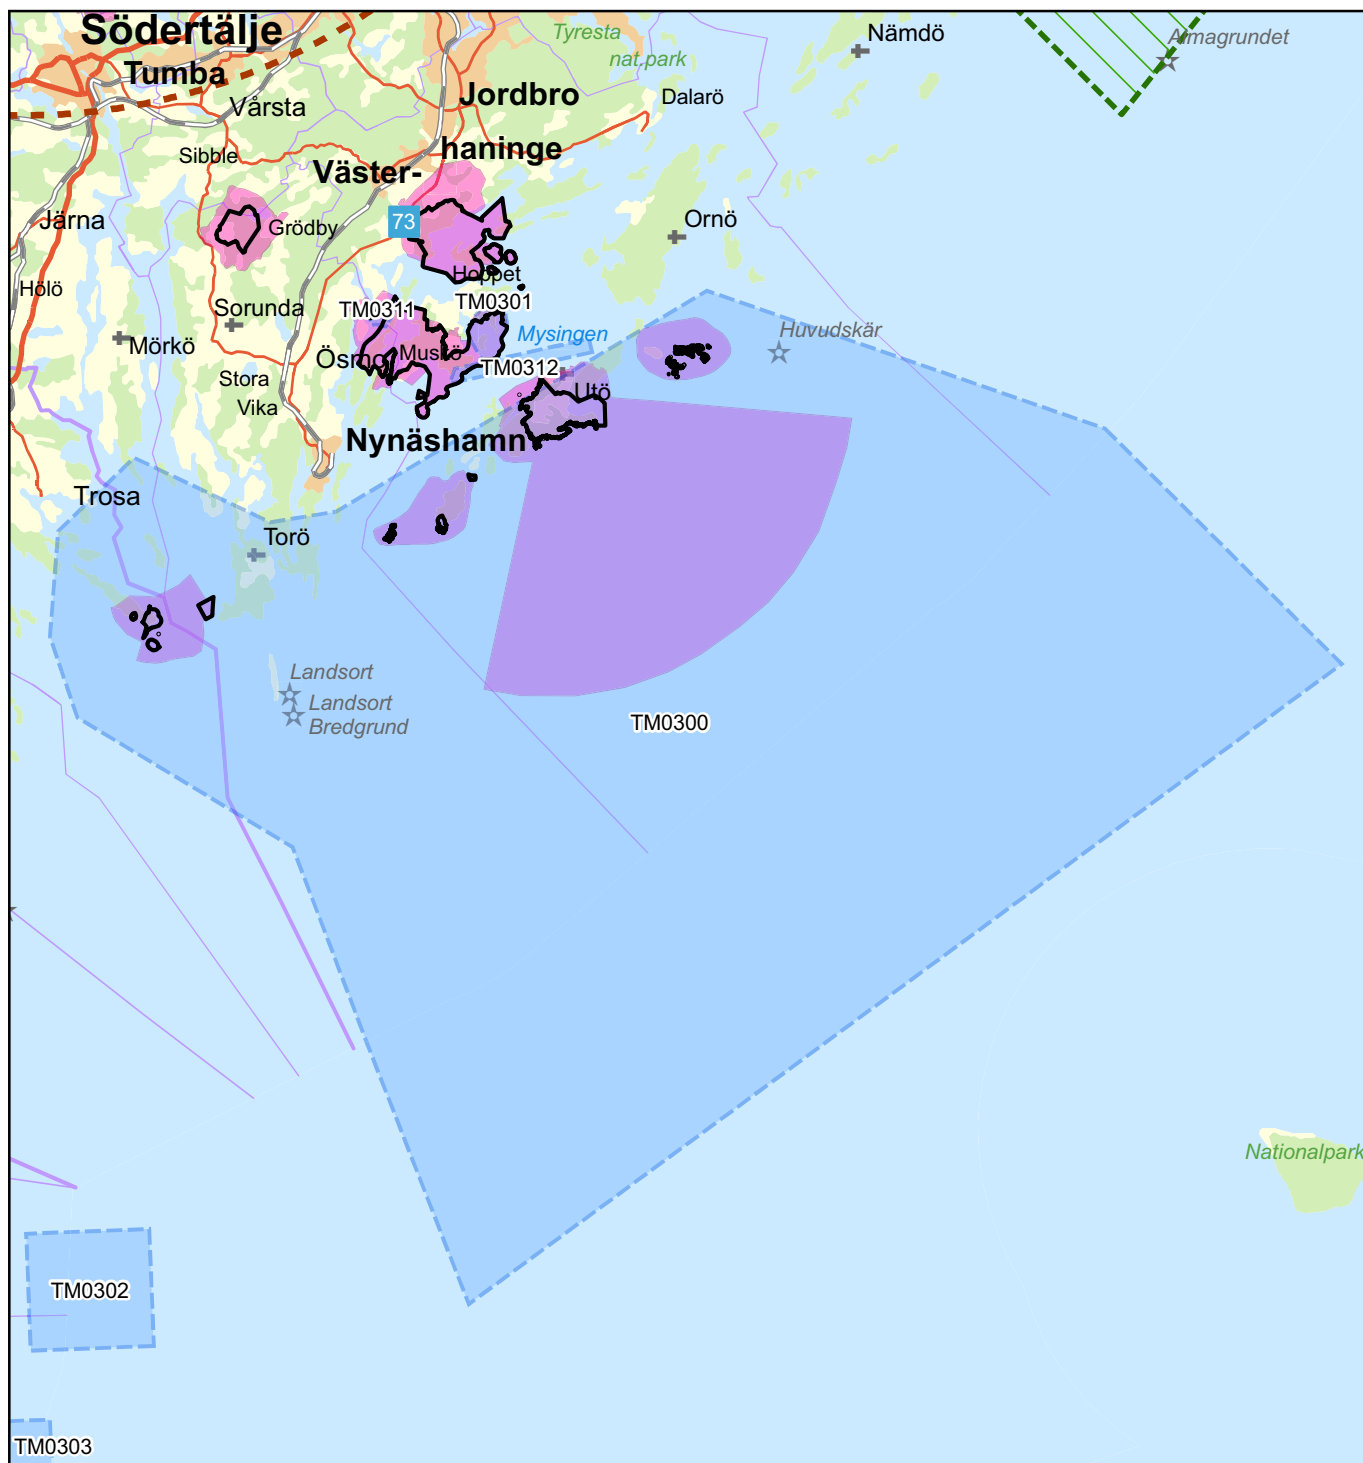 Södertälje
Tumba
Vårsta
Sibble
Tyresta
nat.park
Nämdö
Almagrundet
Dalarö
Jordbro
Väster-
haninge
73
Järna
Grödby
Ornö
Hölö
Hoppet
Sorunda
TM0311
TM0301
Mysingen
Huvudskär
Mörkö
Ösmo
Muskö
TM0312
Utö
Stora
Vika
Nynäshamn
Trosa
Torö
Landsort
Landsort
Bredgrund
TM0300
Nationalpark
TM0302
TM0303